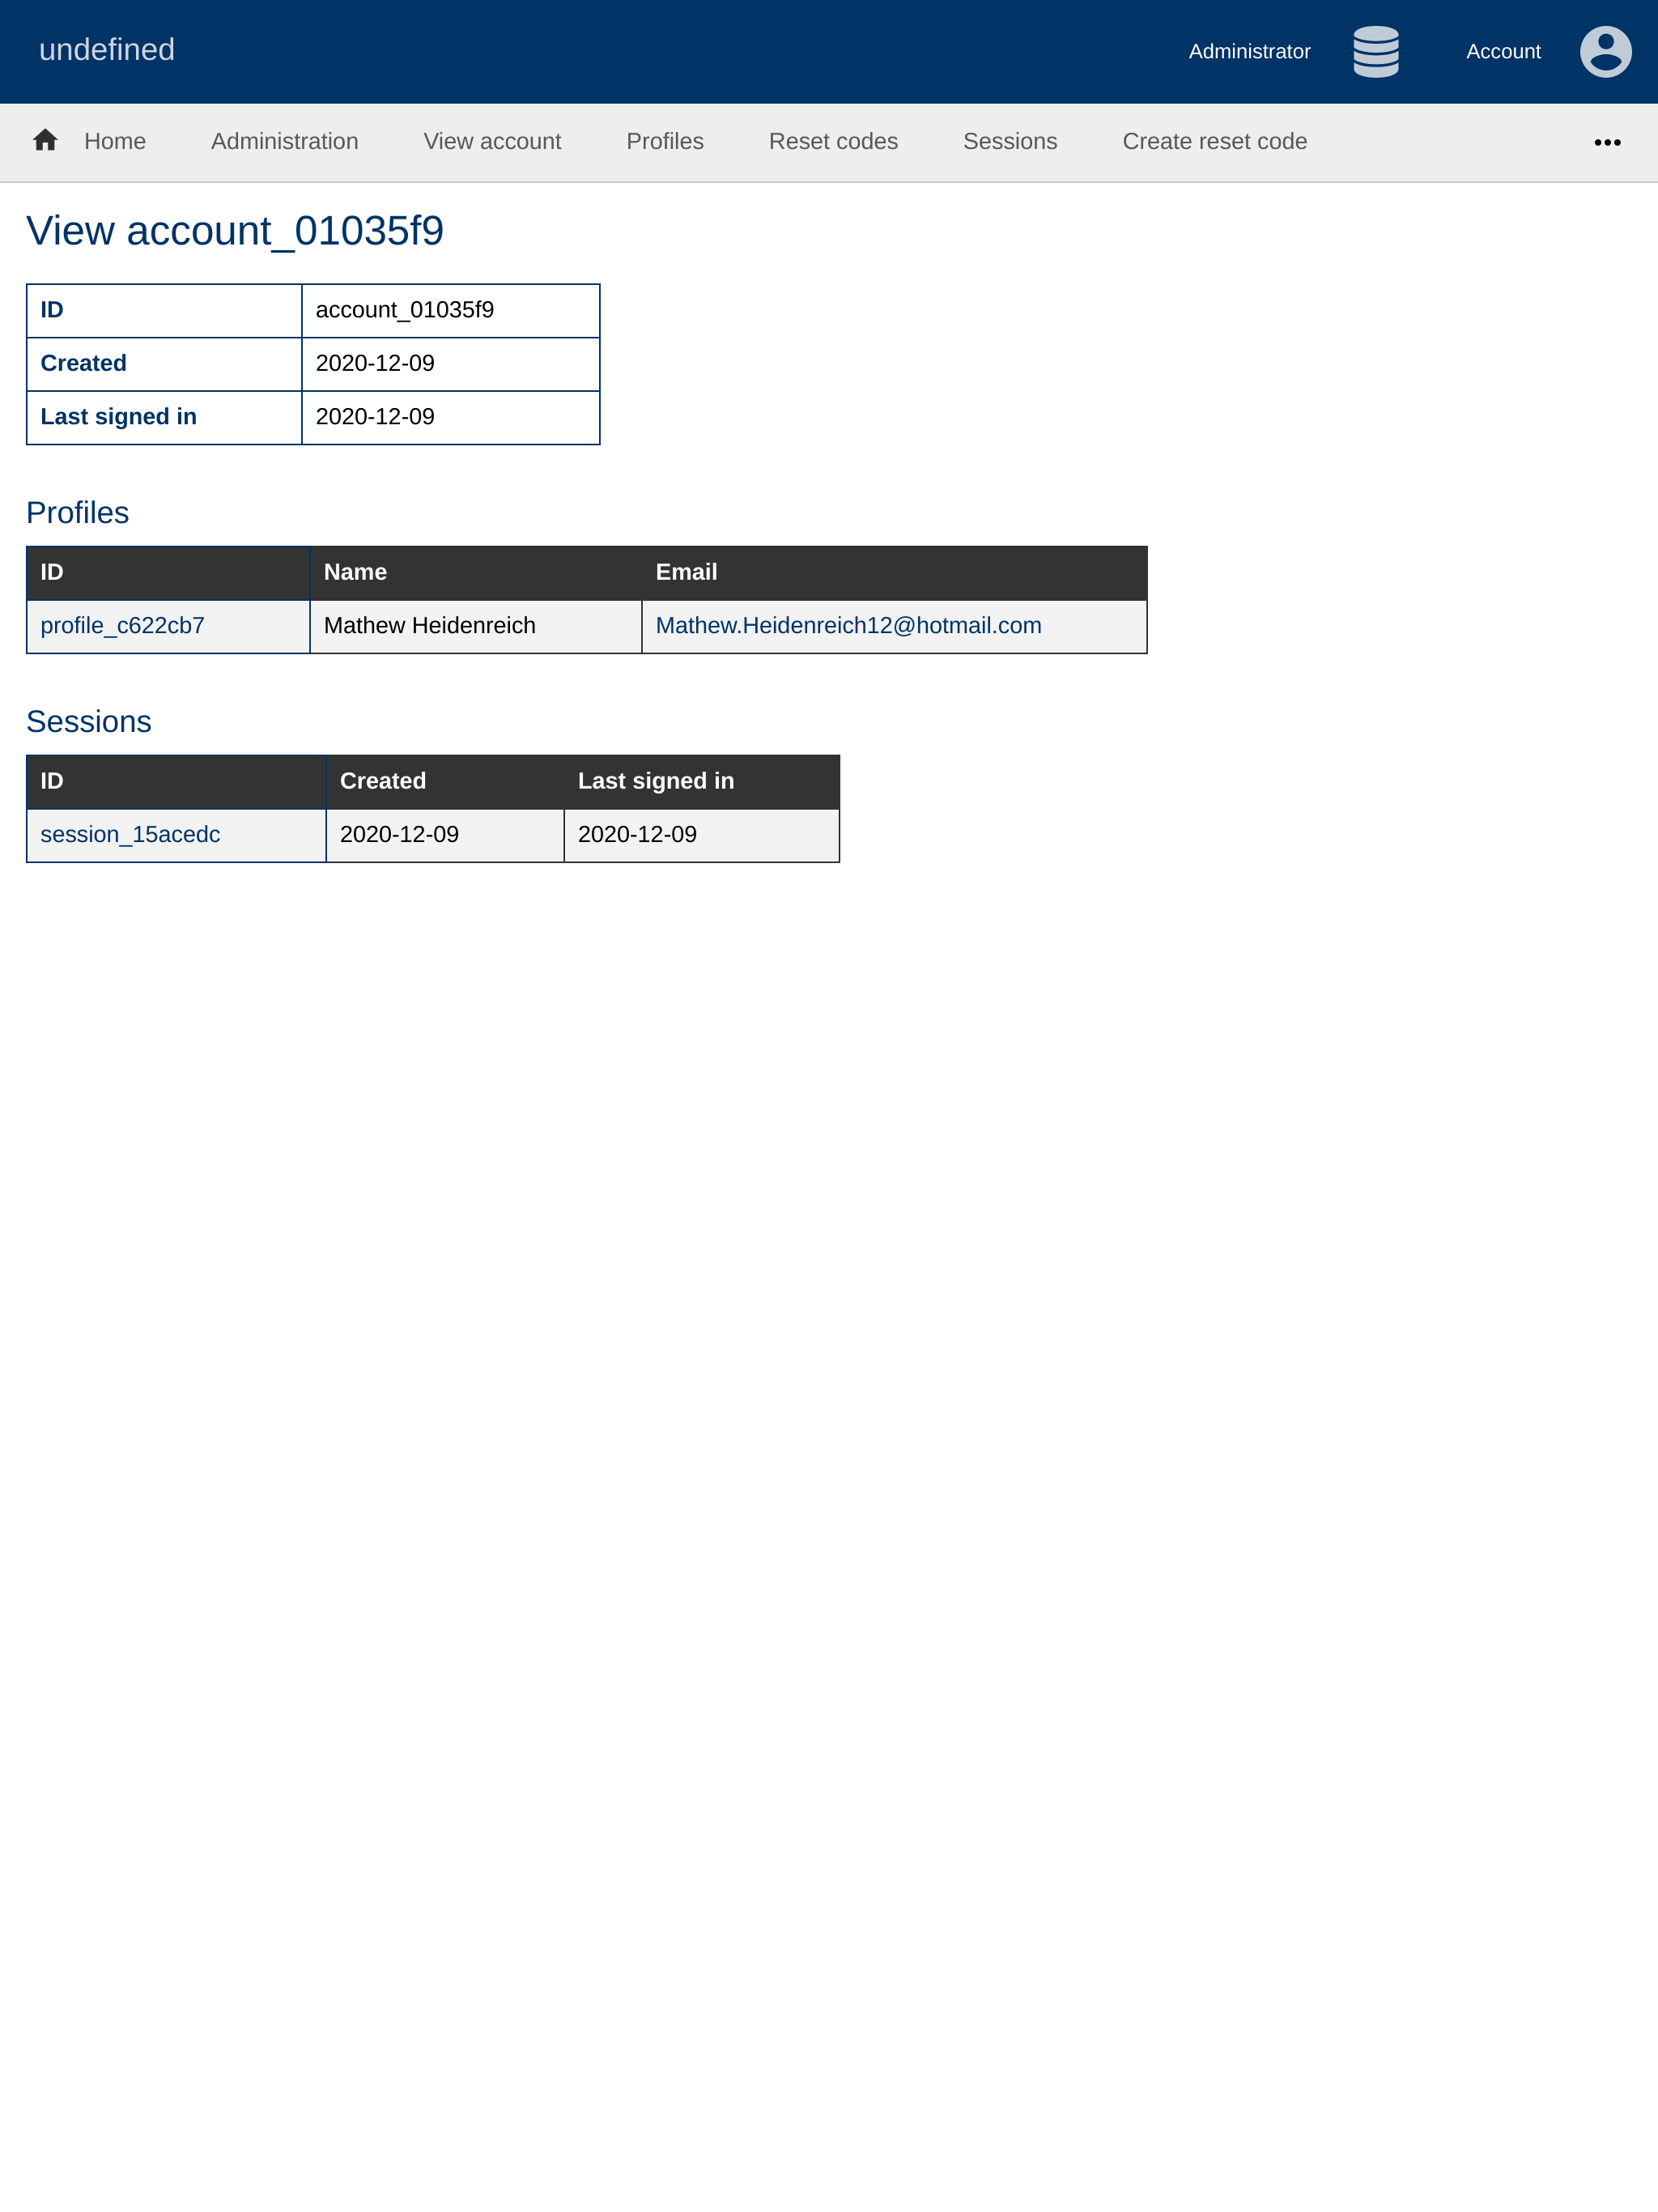 undefined Administrator Account
Home Administration View account Profiles Reset codes Sessions Create reset code
View account_01035f9
ID account_01035f9
Created 2020-12-09
Last signed in 2020-12-09
Profiles
ID Name Email
profile_c622cb7 Mathew Heidenreich Mathew.Heidenreich12@hotmail.com
Sessions
ID Created Last signed in
session_15acedc 2020-12-09 2020-12-09